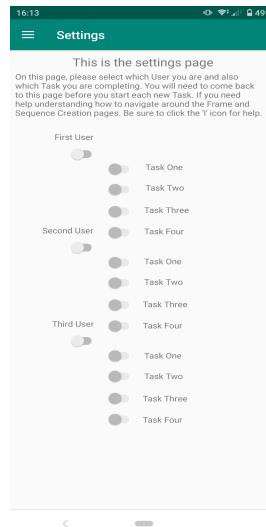 16:13
49
Settings
This is the settings page
On this page, please select which User you are and also
which Task you are completing. You will need to come back
to this page before you start each new Task. If you need
help understanding how to navigate around the Frame and
Sequence Creation pages. Be sure to click the 'I' icon for help.
First User
Task One
Task Two
Task Three
Second User
Task Four
Task One
Task Two
Task Three
Third User
Task Four
Task One
Task Two
Task Three
Task Four